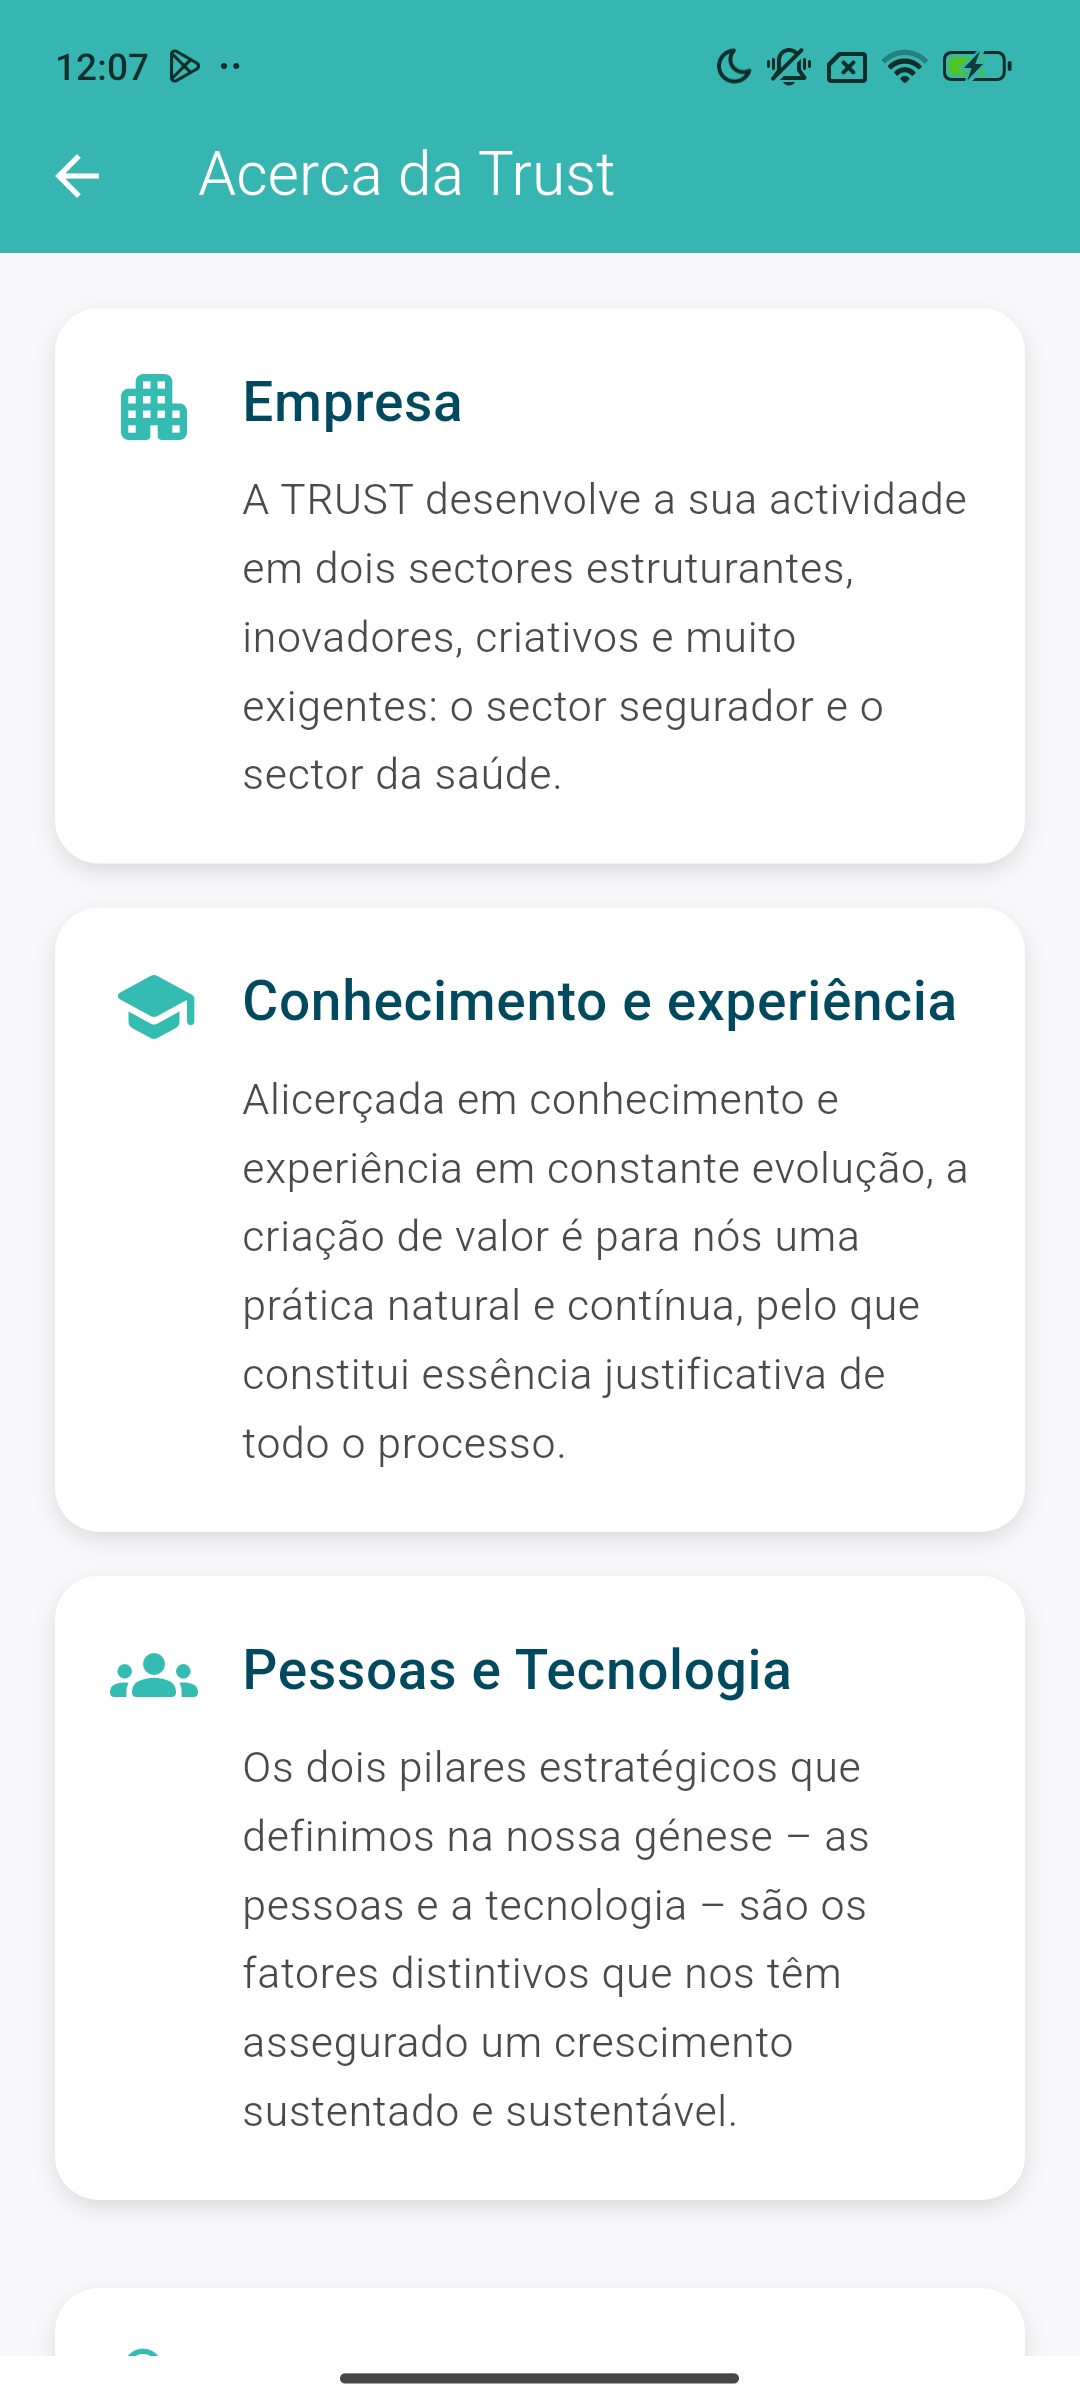 12:07
Acerca da Trust
Empresa
A TRUST desenvolve a sua actividade
em dois sectores estruturantes,
inovadores, criativos e muito
exigentes: o sector segurador e o
sector da saúde.
Conhecimento e experiência
Alicerçada em conhecimento e
experiência em constante evolução, a
criação de valor é para nós uma
prática natural e contínua, pelo que
constitui essência justificativa de
todo o processo.
Pessoas e Tecnologia
Os dois pilares estratégicos que
definimos na nossa génese – as
pessoas e a tecnologia – são os
fatores distintivos que nos têm
assegurado um crescimento
sustentado e sustentável.